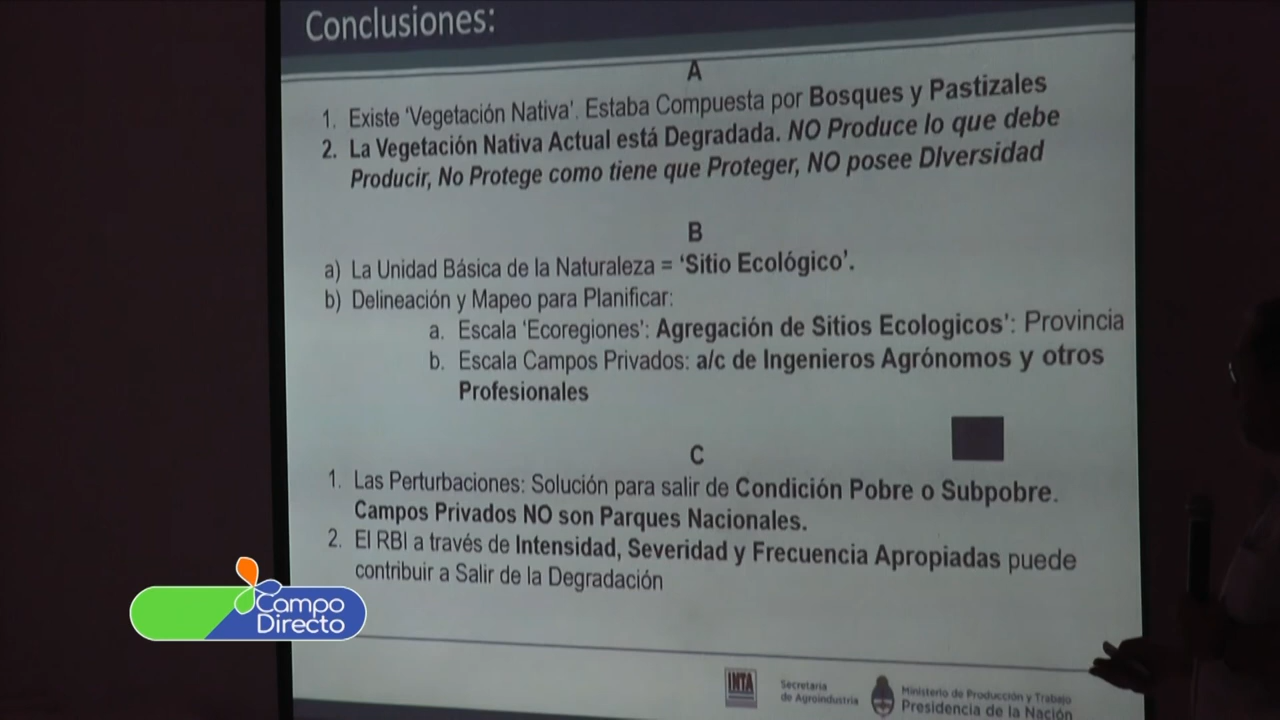 Conclusiones:
A
1. Existe 'Vegetación Nativa'. Estaba Compuesta por Bosques y Pastizales
2. La Vegetación Nativa Actual está Degradada. NO Produce lo que debe
Producir, No Protege como tiene que Proteger, NO posee DIversidad
B
a) La Unidad Básica de la Naturaleza = 'Sitio Ecológico'.
b) Delineación y Mapeo para Planificar:
a. Escala 'Ecoregiones': Agregación de Sitios Ecologicos': Provincia
b. Escala Campos Privados: a/c de Ingenieros Agrónomos y otros
Profesionales
C
1. Las Perturbaciones: Solución para salir de Condición Pobre o Subpobre.
Campos Privados NO son Parques Nacionales.
2. El RBI a través de Intensidad, Severidad y Frecuencia Apropiadas puede
contribuir a Salir de la Degradación
Campo
Directo
INTA
Secretaría
de Agroindustria
Ministerio de Producción y Trabajo
Presidencia de la Nación